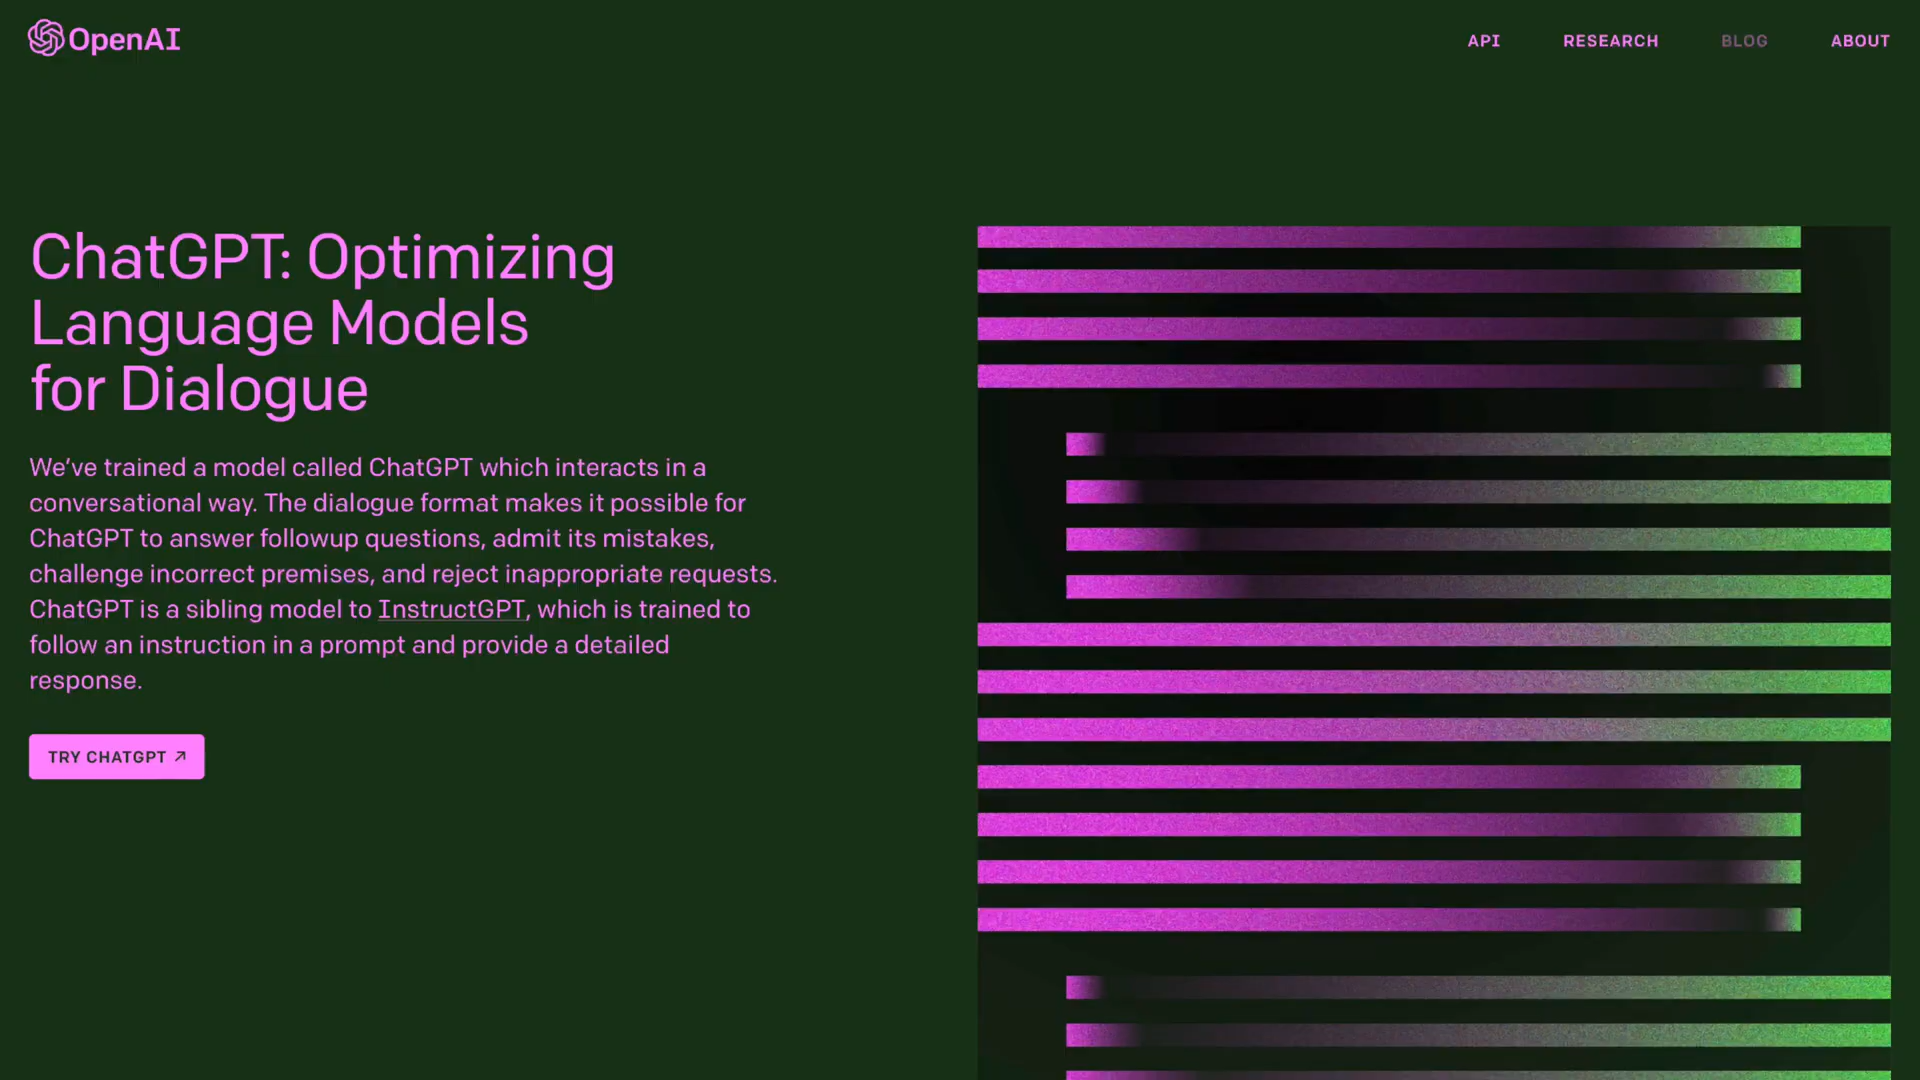 OpenAI
API RESEARCH BLOG ABOUT
ChatGPT: Optimizing
Language Models
for Dialogue
We’ve trained a model called ChatGPT which interacts in a
conversational way. The dialogue format makes it possible for
ChatGPT to answer followup questions, admit its mistakes,
challenge incorrect premises, and reject inappropriate requests.
ChatGPT is a sibling model to InstructGPT, which is trained to
follow an instruction in a prompt and provide a detailed
response.
TRY CHATGPT ↗